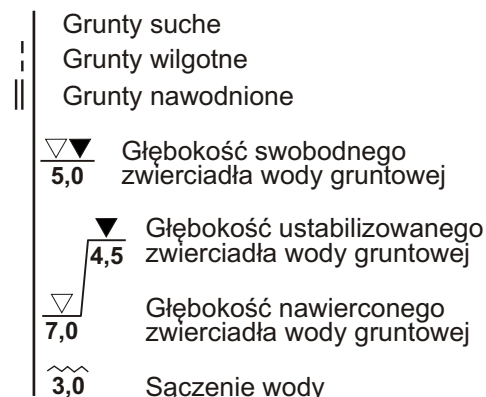 Grunty suche
Grunty wilgotne
Grunty nawodnione
5,0 Głębokość swobodnego
zwierciadła wody gruntowej
4,5 Głębokość ustabilizowanego
zwierciadła wody gruntowej
7,0 Głębokość nawierconego
zwierciadła wody gruntowej
3,0 Sączenie wody